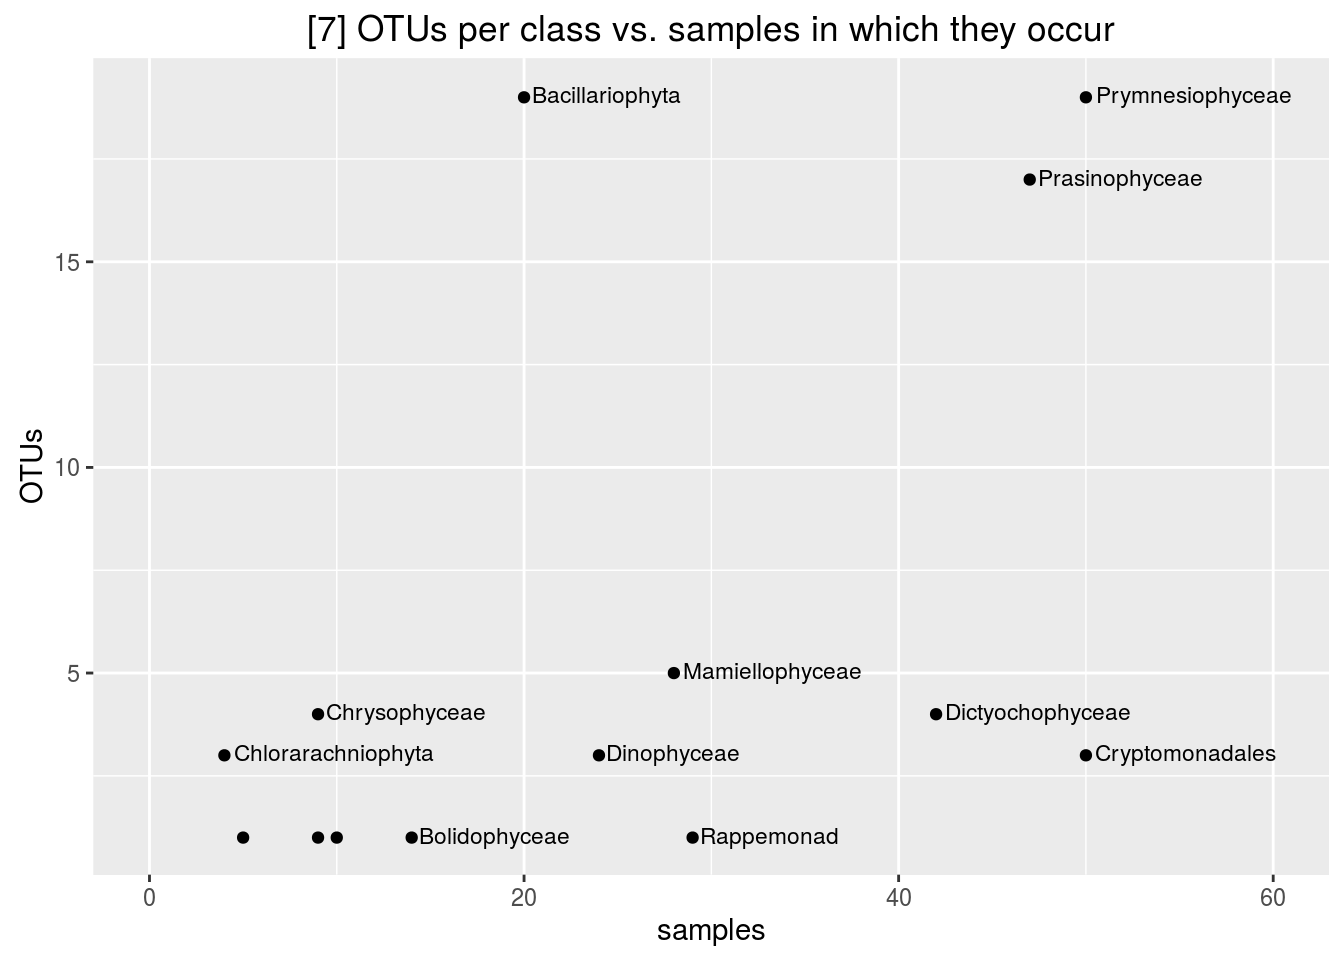 [7] OTUs per class vs. samples in which they occur
Bacillariophyta
Prymnesiophyceae
Prasinophyceae
15
OTUs
10
5
Mamiellophyceae
Chrysophyceae
Dictyochophyceae
Chlorarachniophyta
Dinophyceae
Cryptomonadales
Bolidophyceae
Rappemonad
0
20
40
60
samples